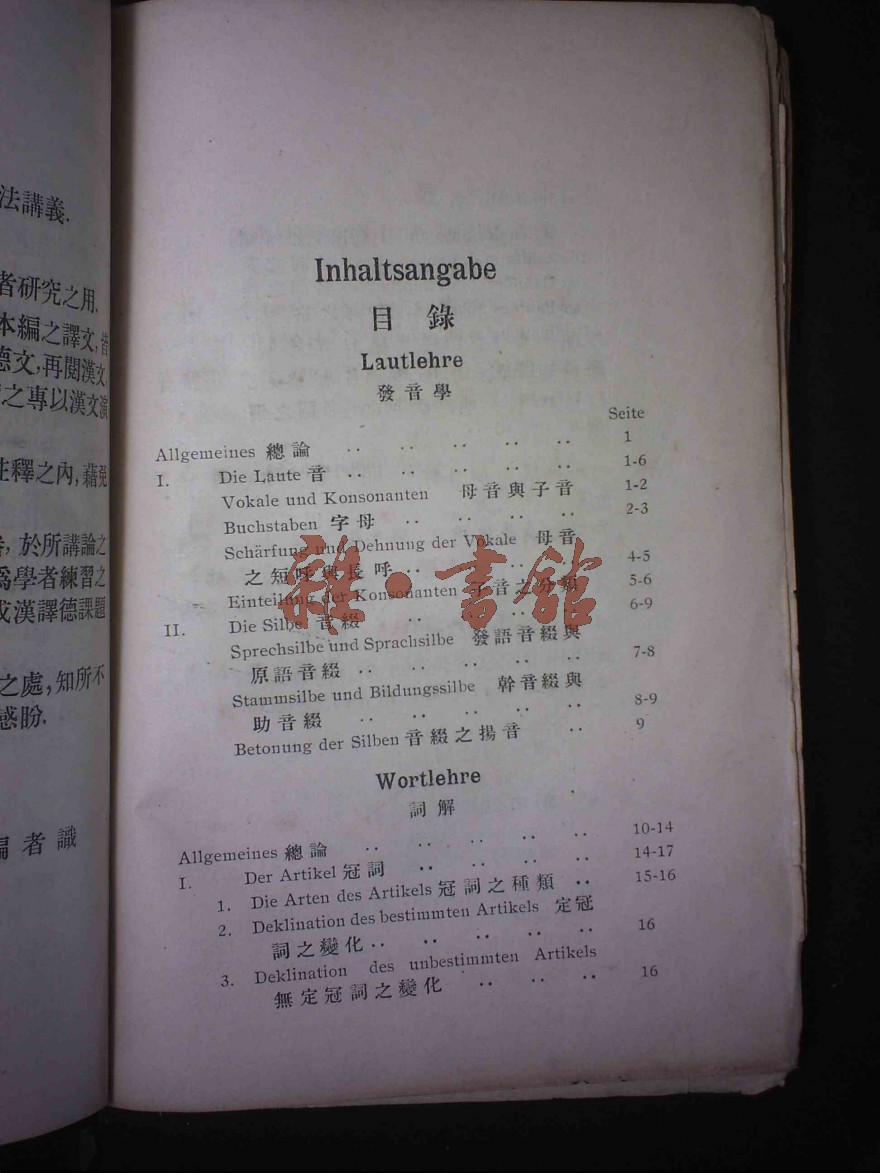 法講義.
者研究之用.
本編之譯文,皆
德文,再閱漢文,
之專以漢文演
註釋之內,藉免
於所講論之
爲學者練習之
或漢譯德課題
之處,知所不
感盼.
編者識
Inhaltsangabe
目錄
Lautlehre
發音學
Seite
Allgemeines 總論 .. .. .. .. .. 1
I. Die Laute 音 .. .. .. .. .. 1-6
Vokale und Konsonanten 母音與子音 1-2
Buchstaben 字母 .. .. .. .. 2-3
Schärfung und Dehnung der Vokale 母音
之短呼與長呼 .. .. .. .. 4-5
Einteilung der Konsonanten 子音之分類 5-6
II. Die Silbe 音綴 .. .. .. .. 6-9
Sprechsilbe und Sprachsilbe 發語音綴與
原語音綴 .. .. .. .. .. 7-8
Stammsilbe und Bildungssilbe 幹音綴與
助音綴 .. .. .. .. .. 8-9
Betonung der Silben 音綴之揚音 .. 9
Wortlehre
詞解
Allgemeines 總論 .. .. .. .. .. 10-14
I. Der Artikel 冠詞 .. .. .. .. 14-17
1. Die Arten des Artikels 冠詞之種類 .. 15-16
2. Deklination des bestimmten Artikels 定冠
詞之變化 .. .. .. .. .. 16
3. Deklination des unbestimmten Artikels
無定冠詞之變化 .. .. .. 16
雜·書館